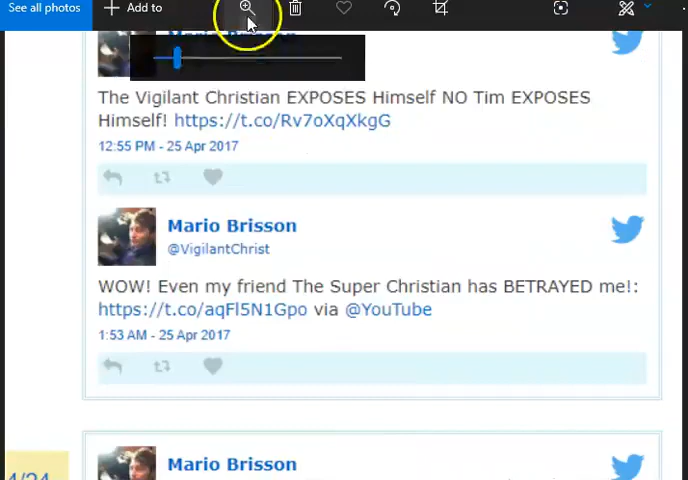 See all photos
Add to
The Vigilant Christian EXPOSES Himself NO Tim EXPOSES
Himself! https://t.co/Rv7oXqXkgG
12:55 PM - 25 Apr 2017
Mario Brisson
@VigilantChrist
WOW! Even my friend The Super Christian has BETRAYED me!:
https://t.co/aqFl5N1Gpo via @YouTube
1:53 AM - 25 Apr 2017
Mario Brisson
4/24